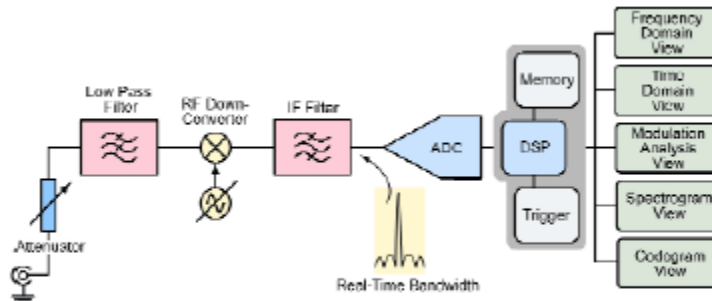 Frequency
Domain
View
Low Pass
Filter
RF Down-
Converter
IF Filter
Memory
Time
Domain
View
ADC
DSP
Modulation
Analysis
View
Attenuator
Trigger
Spectrogram
View
Real-Time Bandwidth
Codogram
View